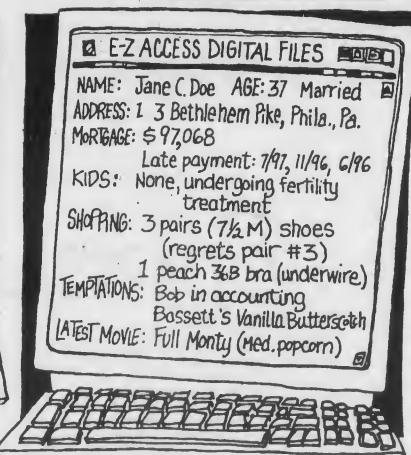 E-Z ACCESS DIGITAL FILES
NAME: Jane C. Doe AGE: 37 Married
ADDRESS: 1 3 Bethlehem Pike, Phila., Pa.
MORTGAGE: $97,068
Late payment: 7/97, 11/96, 6/96
KIDS: None, undergoing fertility
treatment
SHOPPING: 3 pairs (7½ M) shoes
(regrets pair #3)
1 peach 36B bra (underwire)
TEMPTATIONS: Bob in accounting
Bassett's Vanilla Butterscotch
LATEST MOVIE: Full Monty (Med. popcorn)